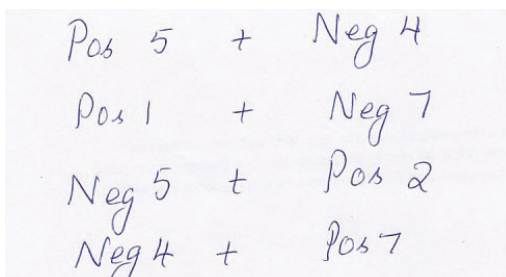 Pos 5 + Neg 4
Pos 1 + Neg 7
Neg 5 + Pos 2
Neg 4 + Pos 7